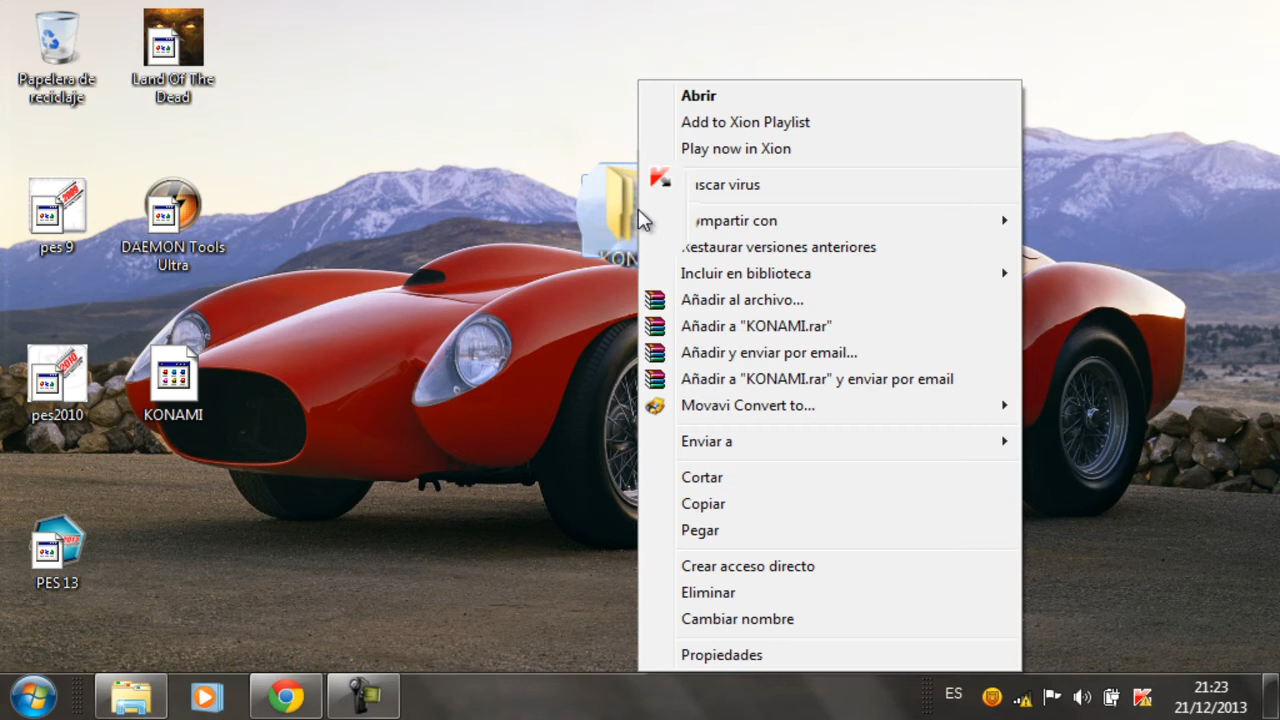 Papelera de
reciclaje
Land Of The
Dead
pes 9
DAEMON Tools
Ultra
pes2010
KONAMI
PES 13
KON
Abrir
Add to Xion Playlist
Play now in Xion
scar virus
mpartir con
Restaurar versiones anteriores
Incluir en biblioteca
Añadir al archivo...
Añadir a "KONAMI.rar"
Añadir y enviar por email...
Añadir a "KONAMI.rar" y enviar por email
Movavi Convert to...
Enviar a
Cortar
Copiar
Pegar
Crear acceso directo
Eliminar
Cambiar nombre
Propiedades
ES
21:23
21/12/2013